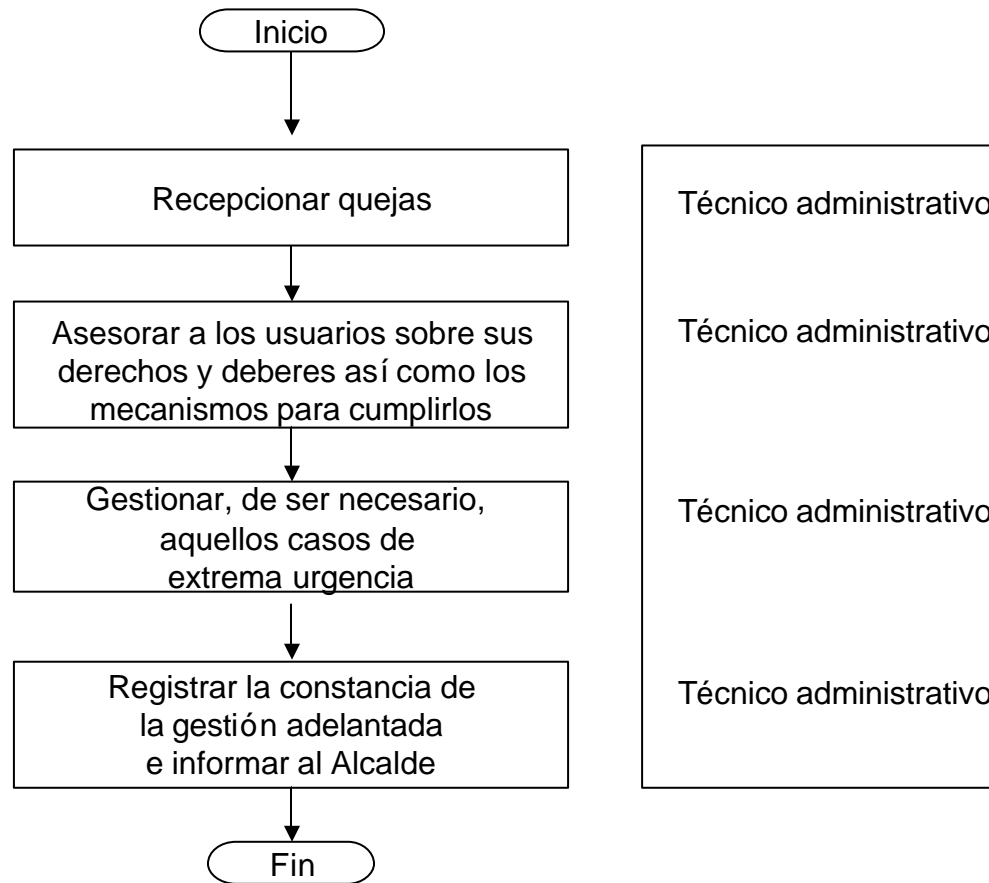 Inicio
Recepcionar quejas
Técnico administrativo
Asesorar a los usuarios sobre sus
derechos y deberes así como los
mecanismos para cumplirlos
Técnico administrativo
Gestionar, de ser necesario,
aquellos casos de
extrema urgencia
Técnico administrativo
Registrar la constancia de
la gestión adelantada
e informar al Alcalde
Técnico administrativo
Fin